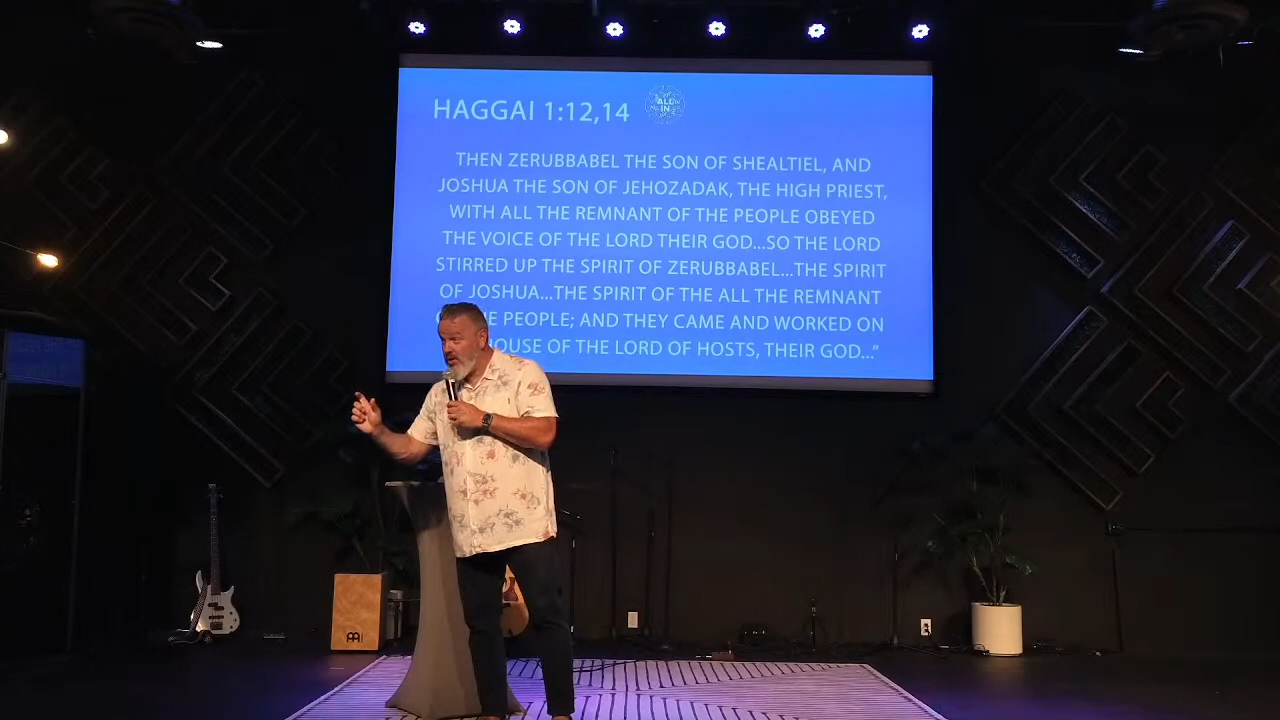 HAGGAI 1:12,14
ALL
IN
THEN ZERUBBABEL THE SON OF SHEALTIEL, AND
JOSHUA THE SON OF JEHOZADAK, THE HIGH PRIEST,
WITH ALL THE REMNANT OF THE PEOPLE OBEYED
THE VOICE OF THE LORD THEIR GOD...SO THE LORD
STIRRED UP THE SPIRIT OF ZERUBBABEL...THE SPIRIT
OF JOSHUA...THE SPIRIT OF THE ALL THE REMNANT
PEOPLE; AND THEY CAME AND WORKED ON
HOUSE OF THE LORD OF HOSTS, THEIR GOD..."